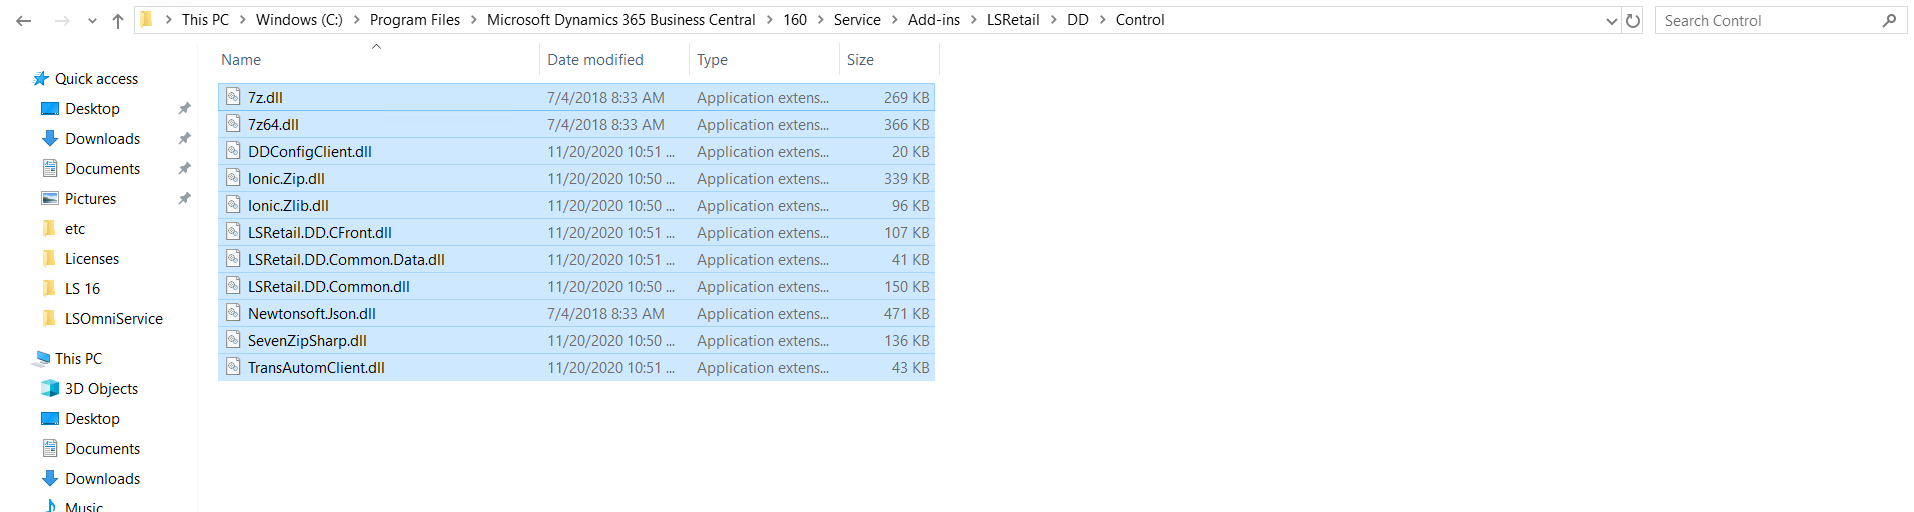 This PC > Windows (C:) > Program Files > Microsoft Dynamics 365 Business Central > 160 > Service > Add-ins > LSRetail > DD > Control
Search Control
Name Date modified Type Size
Quick access
Desktop
Downloads
Documents
Pictures
etc
Licenses
LS 16
LSOmniService
This PC
3D Objects
Desktop
Documents
Downloads
Music
7z.dll 7/4/2018 8:33 AM Application extens... 269 KB
7z64.dll 7/4/2018 8:33 AM Application extens... 366 KB
DDConfigClient.dll 11/20/2020 10:51 ... Application extens... 20 KB
Ionic.Zip.dll 11/20/2020 10:50 ... Application extens... 339 KB
Ionic.Zlib.dll 11/20/2020 10:50 ... Application extens... 96 KB
LSRetail.DD.CFront.dll 11/20/2020 10:51 ... Application extens... 107 KB
LSRetail.DD.Common.Data.dll 11/20/2020 10:51 ... Application extens... 41 KB
LSRetail.DD.Common.dll 11/20/2020 10:50 ... Application extens... 150 KB
Newtonsoft.Json.dll 7/4/2018 8:33 AM Application extens... 471 KB
SevenZipSharp.dll 11/20/2020 10:50 ... Application extens... 136 KB
TransAutomClient.dll 11/20/2020 10:51 ... Application extens... 43 KB